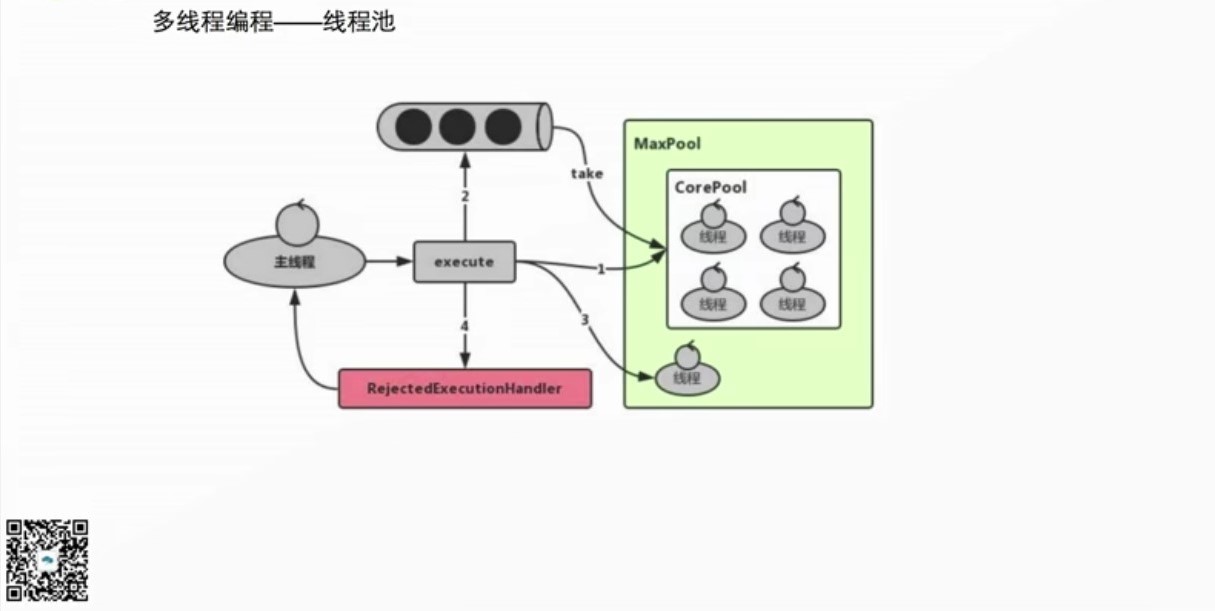 多线程编程——线程池
MaxPool
take
CorePool
2
线程
线程
主线程
execute
1
线程
线程
4
3
线程
RejectedExecutionHandler